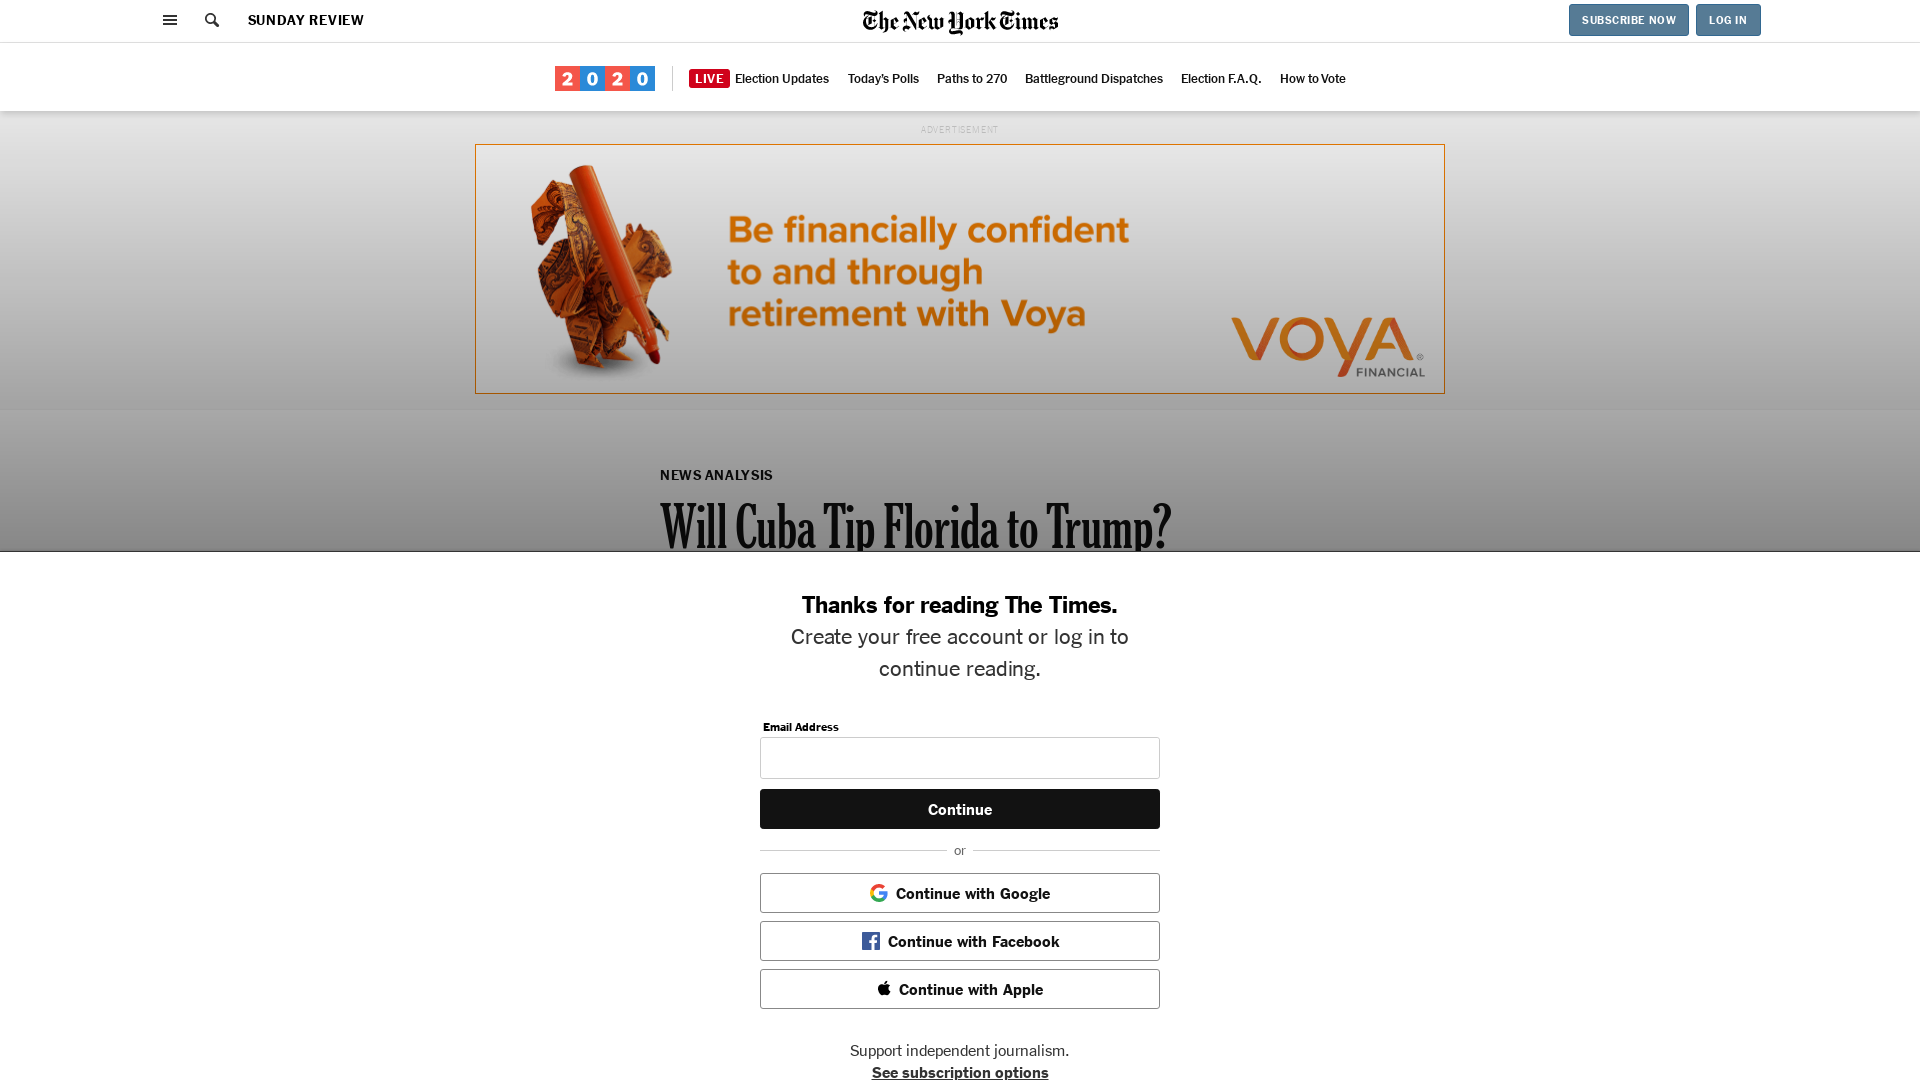 SUNDAY REVIEW
The New York Times
SUBSCRIBE NOW
LOG IN
2020
LIVE Election Updates
Today's Polls
Paths to 270
Battleground Dispatches
Election F.A.Q.
How to Vote
ADVERTISEMENT
Be financially confident
to and through
retirement with Voya
VOYA®
FINANCIAL
NEWS ANALYSIS
Will Cuba Tip Florida to Trump?
Thanks for reading The Times.
Create your free account or log in to
continue reading.
Email Address
Continue
or
Continue with Google
Continue with Facebook
Continue with Apple
Support independent journalism.
See subscription options